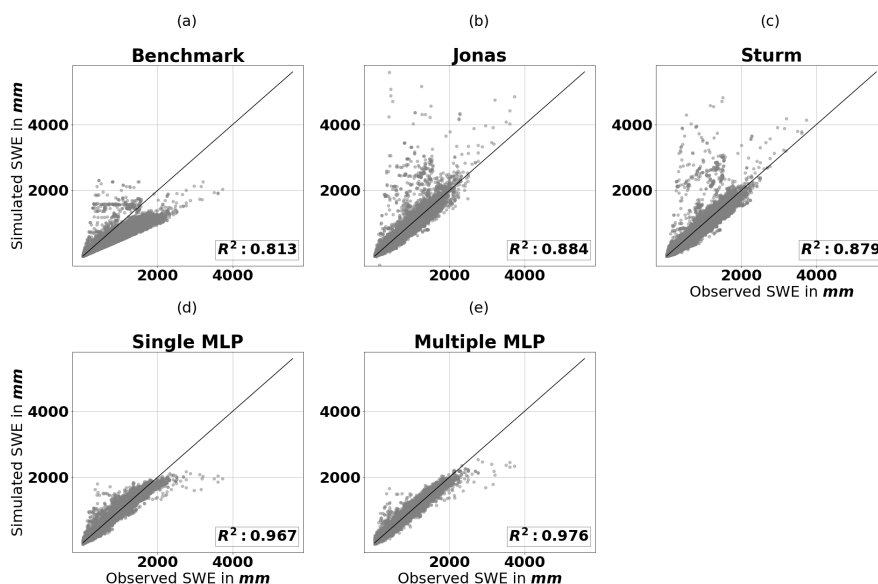 (a)
Benchmark
Simulated SWE in mm
4000
2000
2000
4000
R² : 0.813
(b)
Jonas
4000
2000
2000
4000
R² : 0.884
(c)
Sturm
4000
2000
2000
4000
R² : 0.879
Observed SWE in mm
(d)
Single MLP
Simulated SWE in mm
4000
2000
2000
4000
R² : 0.967
Observed SWE in mm
(e)
Multiple MLP
4000
2000
2000
4000
R² : 0.976
Observed SWE in mm